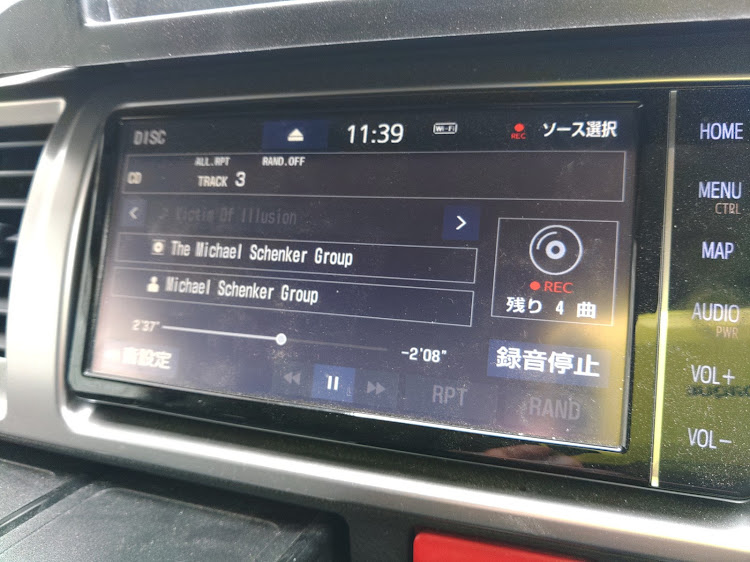 DISC
11:39
Wi-Fi
REC
ソース選択
ALL.RPT RAND.OFF
CD TRACK 3
Victim Of Illusion
The Michael Schenker Group
Michael Schenker Group
REC
残り 4 曲
2'37"
-2'08"
音設定
録音停止
RPT
RAND
HOME
MENU
CTRL
MAP
AUDIO
PWR
VOL+
VOL-